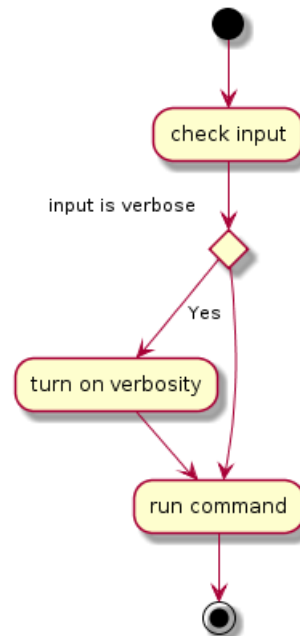 check input
input is verbose
Yes
turn on verbosity
run command